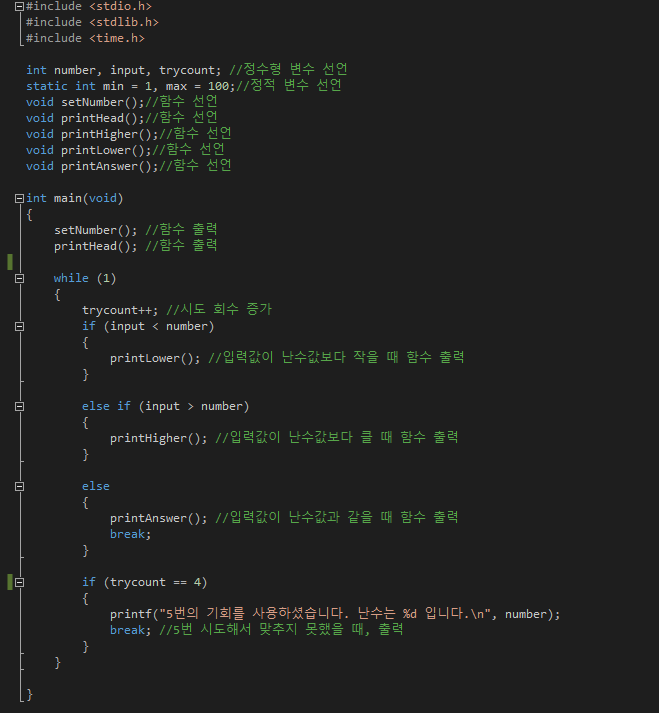 #include <stdio.h>
#include <stdlib.h>
#include <time.h>
int number, input, trycount; //정수형 변수 선언
static int min = 1, max = 100;//정적 변수 선언
void setNumber();//함수 선언
void printHead();//함수 선언
void printHigher();//함수 선언
void printLower();//함수 선언
void printAnswer();//함수 선언
int main(void)
{
setNumber(); //함수 출력
printHead(); //함수 출력
while (1)
{
trycount++; //시도 회수 증가
if (input < number)
{
printLower(); //입력값이 난수값보다 작을 때 함수 출력
}
else if (input > number)
{
printHigher(); //입력값이 난수값보다 클 때 함수 출력
}
else
{
printAnswer(); //입력값이 난수값과 같을 때 함수 출력
break;
}
if (trycount == 4)
{
printf("5번의 기회를 사용하셨습니다. 난수는 %d 입니다.\n", number);
break; //5번 시도해서 맞추지 못했을 때, 출력
}
}
}